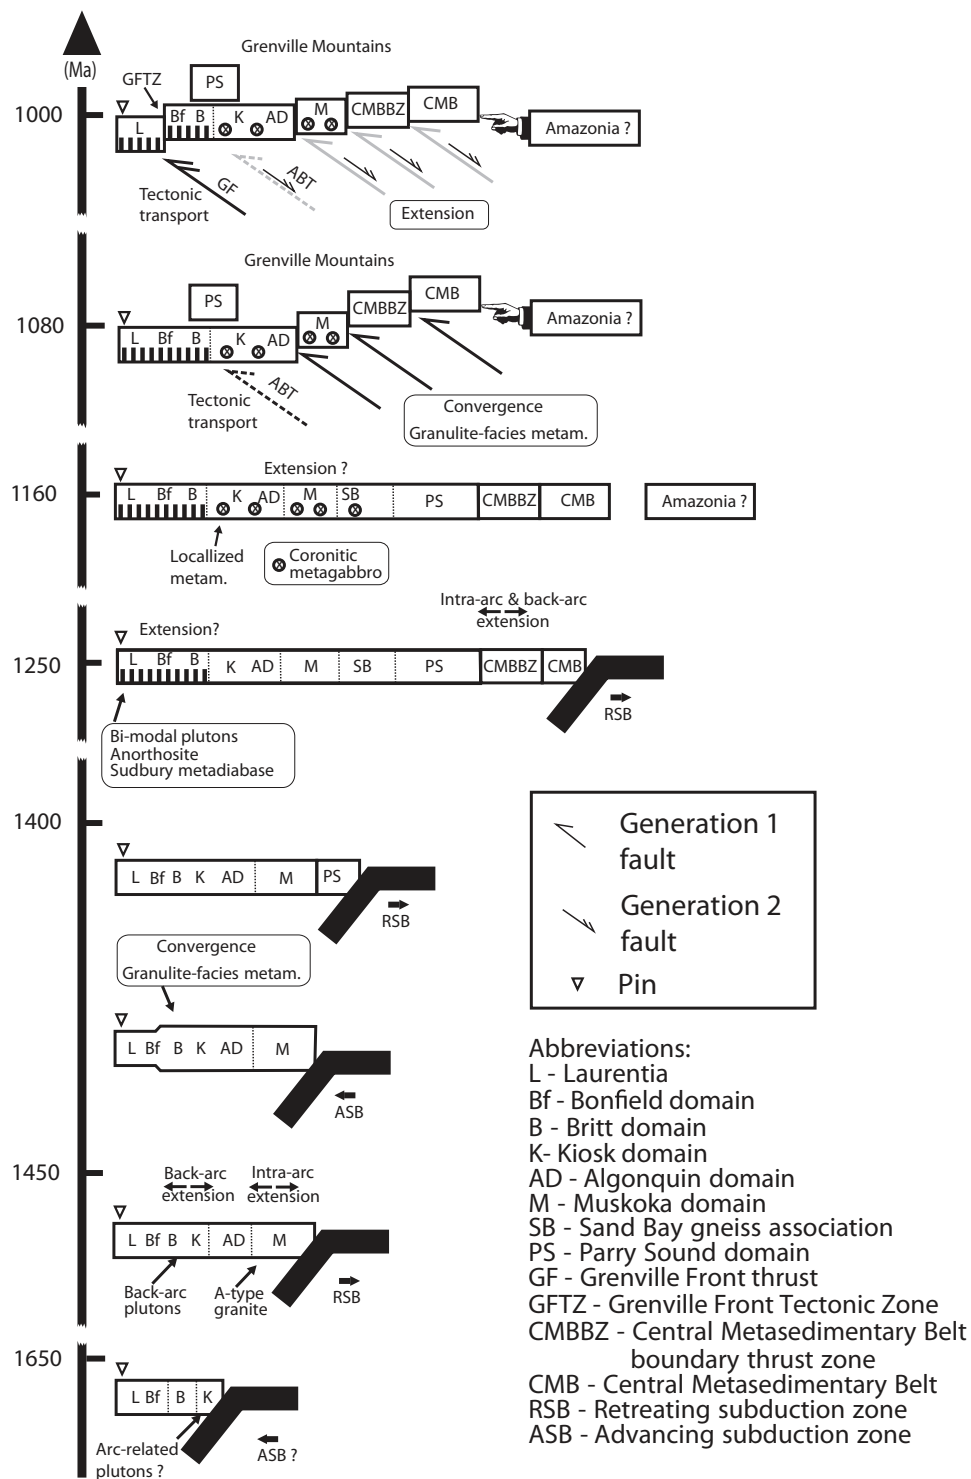 (Ma)
Grenville Mountains
GFTZ
PS
1000
L
Bf B
K
AD
M
CMBBZ
CMB
Amazonia ?
Tectonic
transport
GF
ABT
Extension
Grenville Mountains
PS
1080
L
Bf
B
K
AD
M
CMBBZ
CMB
Amazonia ?
Tectonic
transport
ABT
Convergence
Granulite-facies metam.
Extension ?
1160
L
Bf
B
K
AD
M
SB
PS
CMBBZ
CMB
Amazonia ?
Locallized
metam.
Coronitic
metagabbro
Intra-arc & back-arc
extension
Extension?
1250
L
Bf
B
K
AD
M
SB
PS
CMBBZ
CMB
RSB
Bi-modal plutons
Anorthosite
Sudbury metadiabase
1400
L Bf B K AD M PS
RSB
Convergence
Granulite-facies metam.
L Bf B K AD M
ASB
1450
Back-arc
extension
Intra-arc
extension
L Bf B K AD M
RSB
Back-arc
plutons
A-type
granite
1650
L Bf B K
Arc-related
plutons ?
ASB ?
Generation 1
fault
Generation 2
fault
Pin
Abbreviations:
L - Laurentia
Bf - Bonfield domain
B - Britt domain
K- Kiosk domain
AD - Algonquin domain
M - Muskoka domain
SB - Sand Bay gneiss association
PS - Parry Sound domain
GF - Grenville Front thrust
GFTZ - Grenville Front Tectonic Zone
CMBBZ - Central Metasedimentary Belt
boundary thrust zone
CMB - Central Metasedimentary Belt
RSB - Retreating subduction zone
ASB - Advancing subduction zone